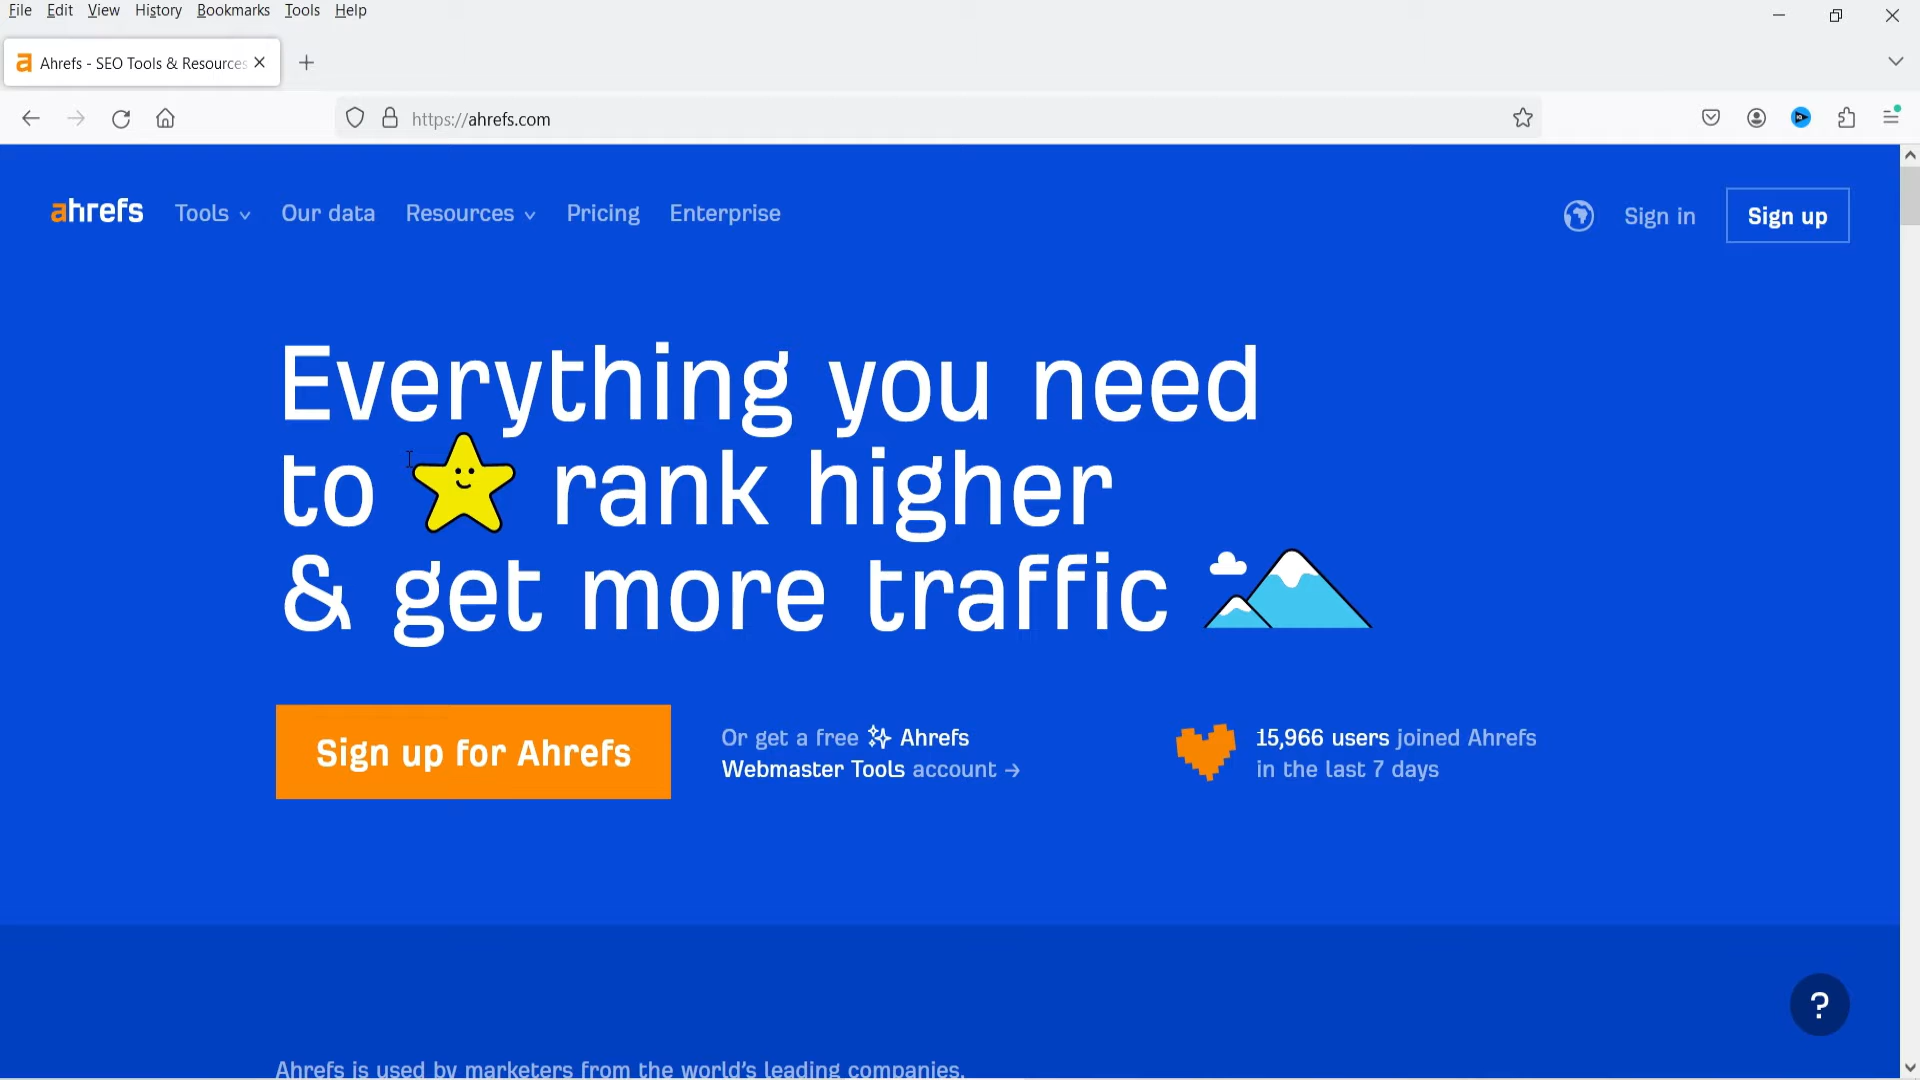 File Edit View History Bookmarks Tools Help
Ahrefs - SEO Tools & Resources
https://ahrefs.com
ahrefs Tools Our data Resources Pricing Enterprise Sign in Sign up
Everything you need
to rank higher
& get more traffic
Sign up for Ahrefs
Or get a free Ahrefs
Webmaster Tools account →
15,966 users joined Ahrefs
in the last 7 days
?
Ahrefs is used by marketers from the world's leading companies.